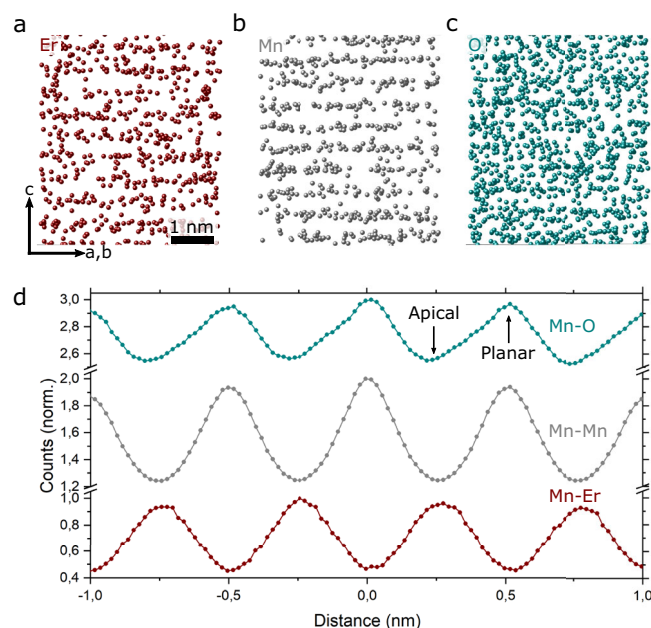 a
b
c
Er
Mn
O
c
1 nm
a,b
d
3,0
Apical
Mn-O
2,8
2,6
Planar
2,0
1,8
Mn-Mn
1,6
1,4
1,2
Counts (norm.)
1,0
Mn-Er
0,8
0,6
0,4
-1,0
-0,5
0,0
0,5
1,0
Distance (nm)